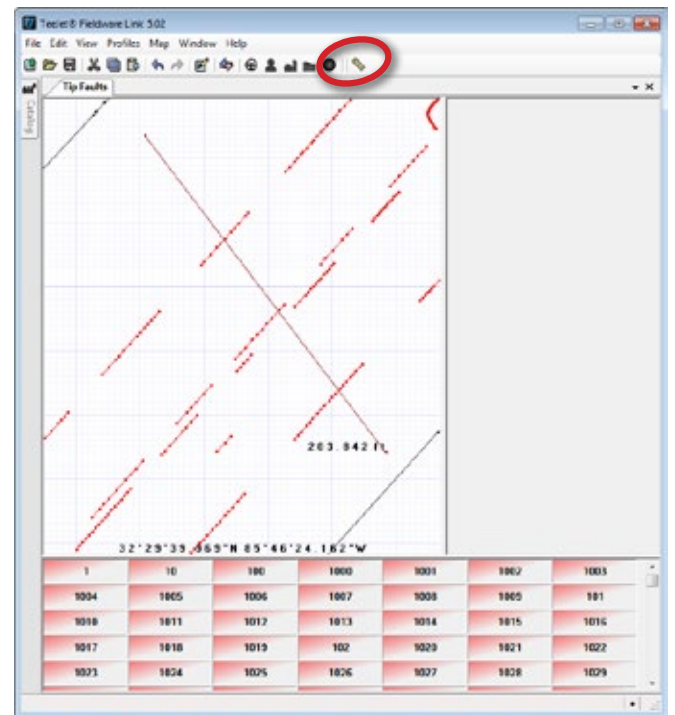 TeeJet® Fieldware Link 5.02
File Edit View Profiles Map Window Help
Tip Faults
Catalog
203.842 ft
32°29'39.969"N 85°46'24.162"W
1 10 100 1000 1001 1002 1003
1004 1005 1006 1007 1008 1009 101
1010 1011 1012 1013 1014 1015 1016
1017 1018 1019 102 1020 1021 1022
1023 1024 1025 1026 1027 1028 1029